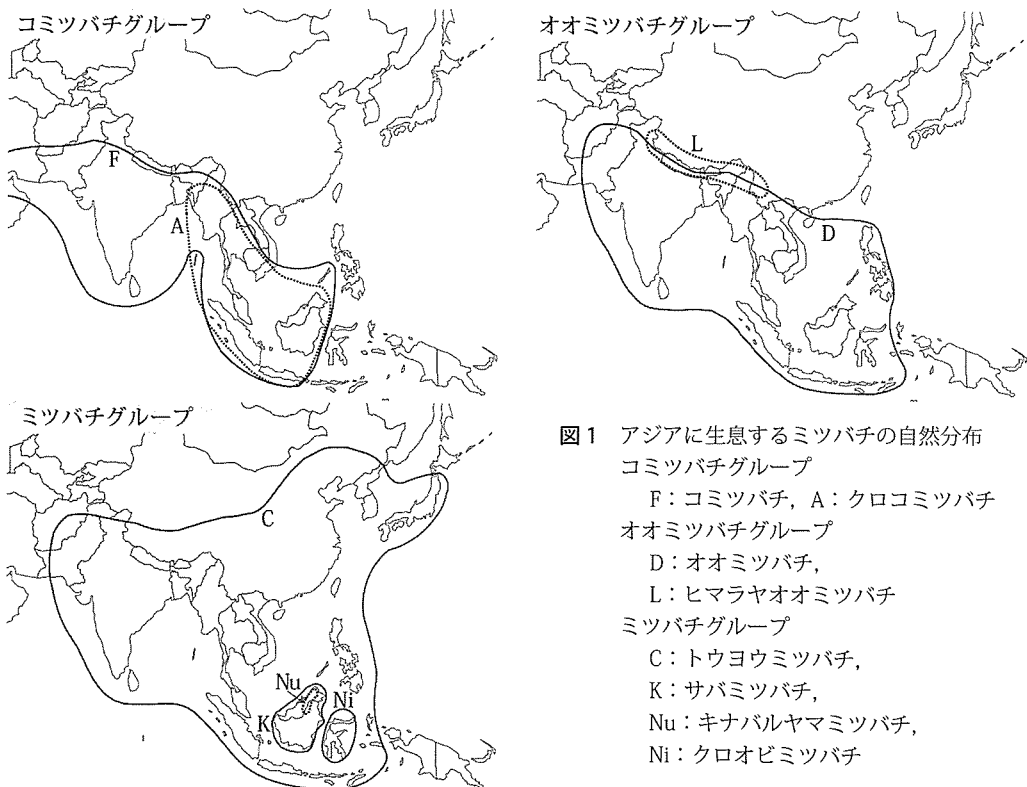 コミツバチグループ
F
A
オオミツバチグループ
L
D
ミツバチグループ
C
Nu
Ni
K
図1 アジアに生息するミツバチの自然分布
コミツバチグループ
F：コミツバチ，A：クロコミツバチ
オオミツバチグループ
D：オオミツバチ，
L：ヒマラヤオオミツバチ
ミツバチグループ
C：トウヨウミツバチ，
K：サバミツバチ，
Nu：キナバルヤマミツバチ，
Ni：クロオビミツバチ